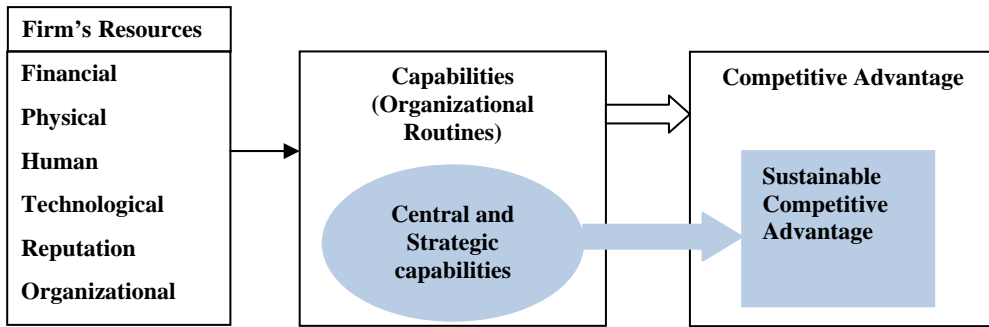 Firm's Resources
Financial
Physical
Human
Technological
Reputation
Organizational
Capabilities
(Organizational
Routines)
Central and
Strategic
capabilities
Competitive Advantage
Sustainable
Competitive
Advantage